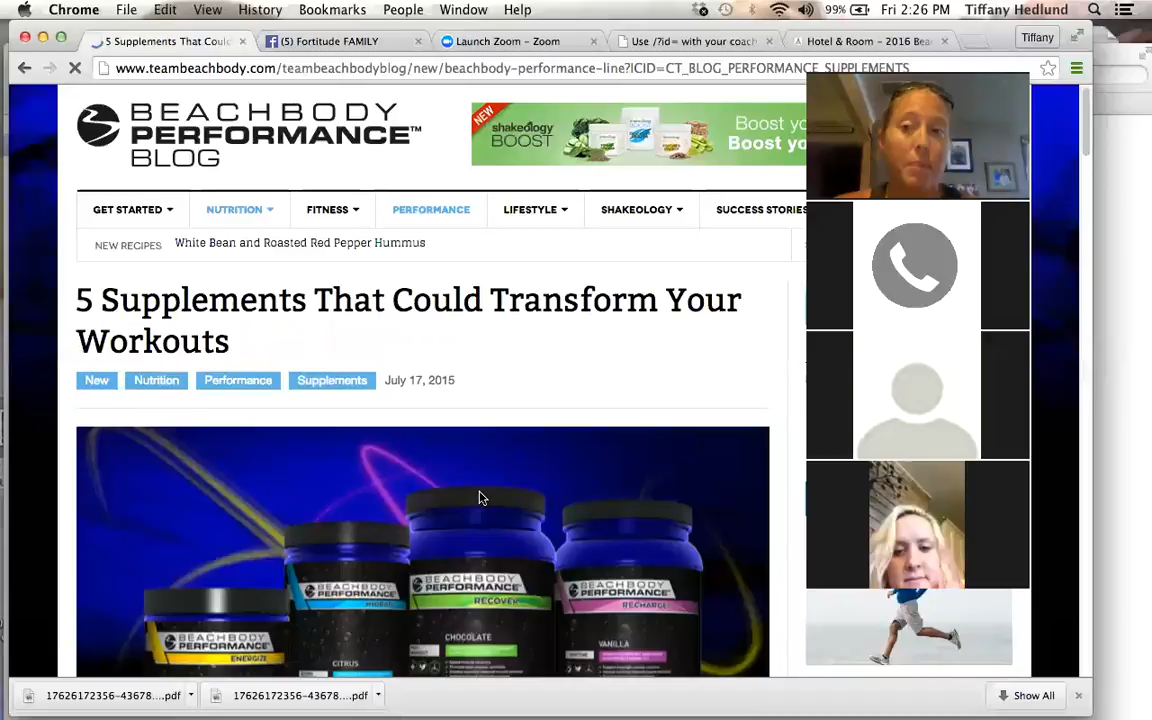 Chrome File Edit View History Bookmarks People Window Help 99% Fri 2:26 PM Tiffany Hedlund
5 Supplements That Could
(5) Fortitude FAMILY
Launch Zoom - Zoom
Use /?id= with your coach
Hotel & Room - 2016 Bea
Tiffany
www.teambeachbody.com/teambeachbodyblog/new/beachbody-performance-line?ICID=CT_BLOG_PERFORMANCE_SUPPLEMENTS
BEACHBODY
PERFORMANCE™
BLOG
NEW
shakeology
BOOST
Boost yo
Boost you
GET STARTED NUTRITION FITNESS PERFORMANCE LIFESTYLE SHAKEOLOGY SUCCESS STORIES
NEW RECIPES White Bean and Roasted Red Pepper Hummus
5 Supplements That Could Transform Your
Workouts
New Nutrition Performance Supplements July 17, 2015
BEACHBODY
PERFORMANCE
ENERGIZE
BEACHBODY
PERFORMANCE
HYDRATE
CITRUS
BEACHBODY
PERFORMANCE
RECOVER
CHOCOLATE
BEACHBODY
PERFORMANCE
RECHARGE
VANILLA
17626172356-43678....pdf
17626172356-43678....pdf
Show All